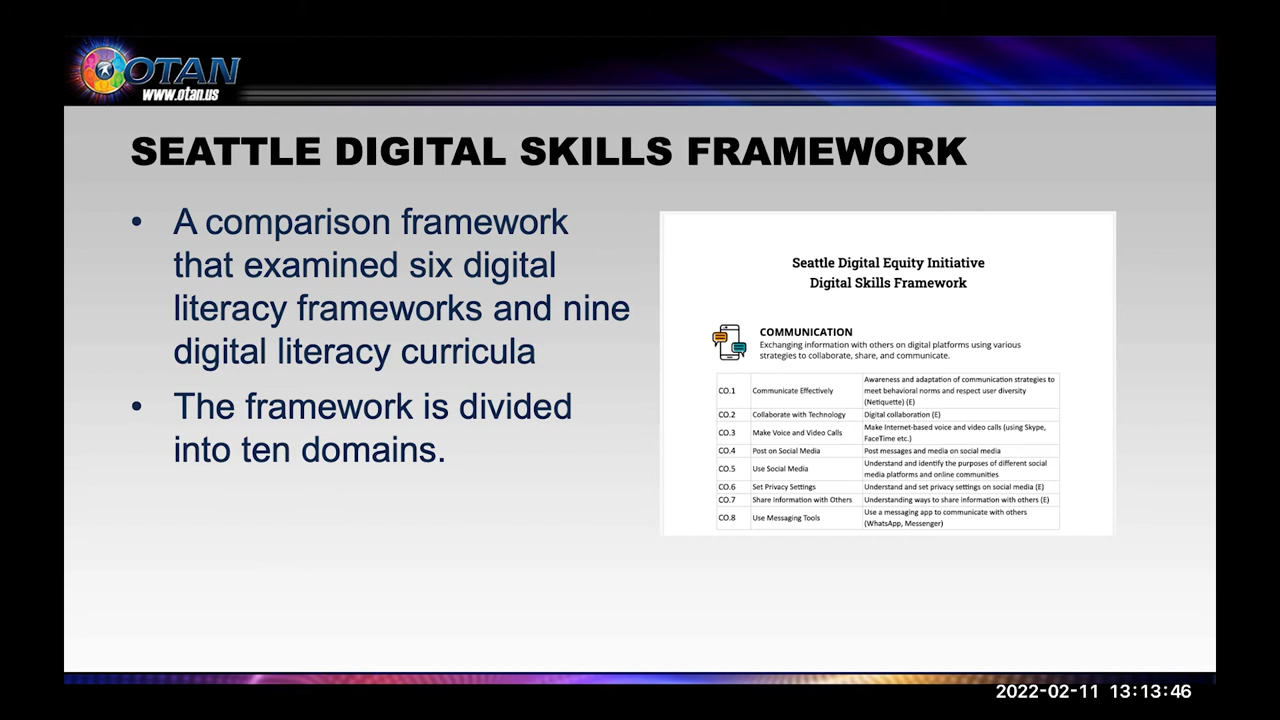 OTAN
www.otan.us
SEATTLE DIGITAL SKILLS FRAMEWORK
• A comparison framework
that examined six digital
literacy frameworks and nine
digital literacy curricula
• The framework is divided
into ten domains.
Seattle Digital Equity Initiative
Digital Skills Framework
COMMUNICATION
Exchanging information with others on digital platforms using various
strategies to collaborate, share, and communicate.
CO.1 Communicate Effectively Awareness and adaptation of communication strategies to
meet behavioral norms and respect user diversity
(Netiquette) (E)
CO.2 Collaborate with Technology Digital collaboration (E)
CO.3 Make Voice and Video Calls Make Internet-based voice and video calls (using Skype,
FaceTime etc.)
CO.4 Post on Social Media Post messages and media on social media
CO.5 Use Social Media Understand and identify the purposes of different social
media platforms and online communities
CO.6 Set Privacy Settings Understand and set privacy settings on social media (E)
CO.7 Share Information with Others Understanding ways to share information with others (E)
CO.8 Use Messaging Tools Use a messaging app to communicate with others
(WhatsApp, Messenger)
2022-02-11 13:13:46